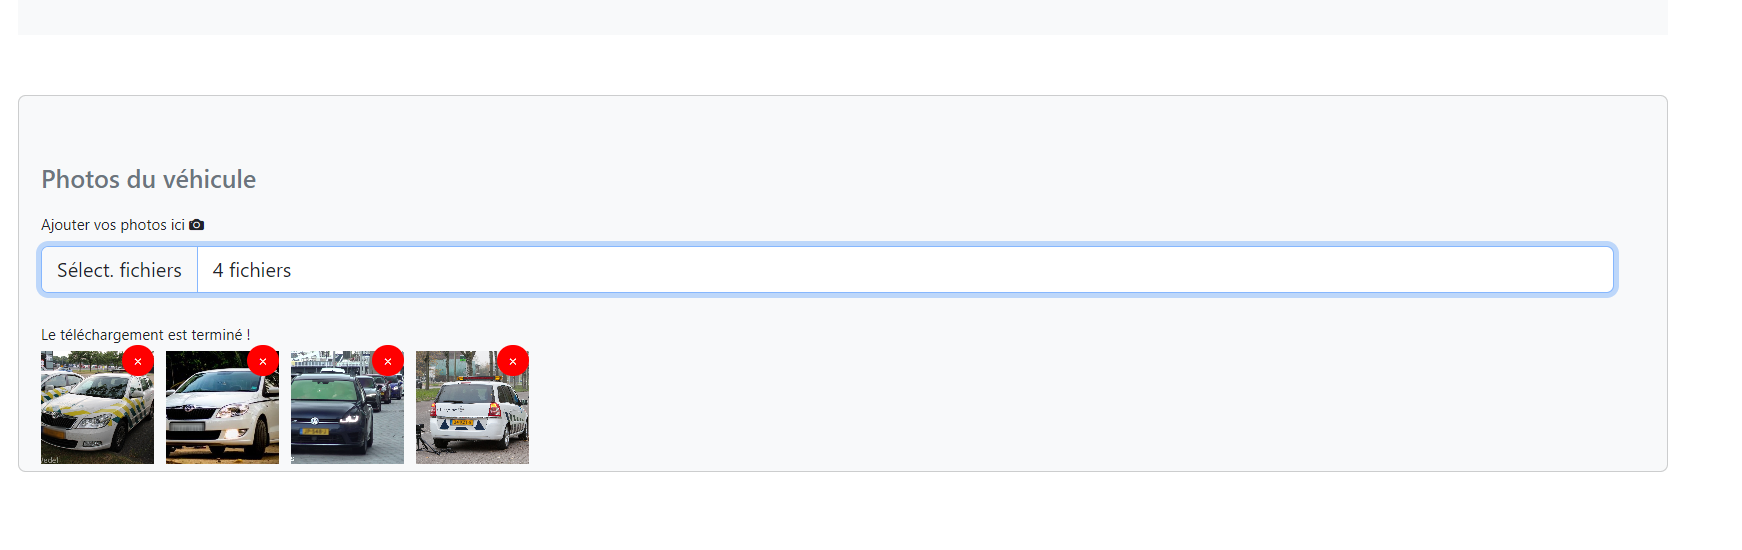 Photos du véhicule
Ajouter vos photos ici
Sélect. fichiers 4 fichiers
Le téléchargement est terminé !
× × × ×